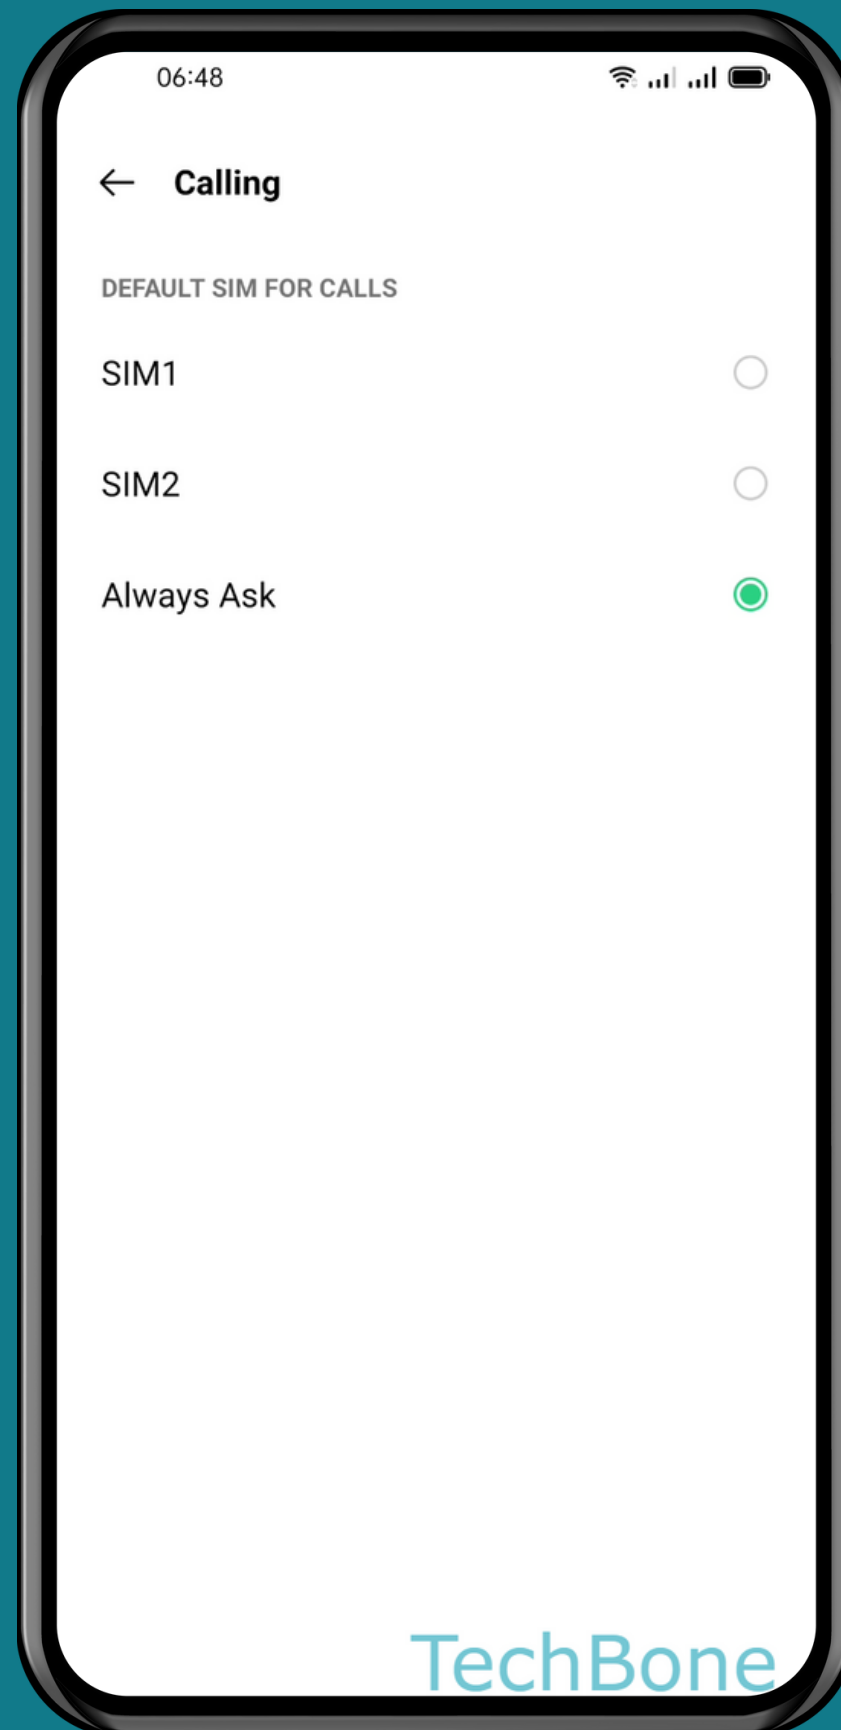 06:48
Calling
DEFAULT SIM FOR CALLS
SIM1
SIM2
Always Ask
TechBone